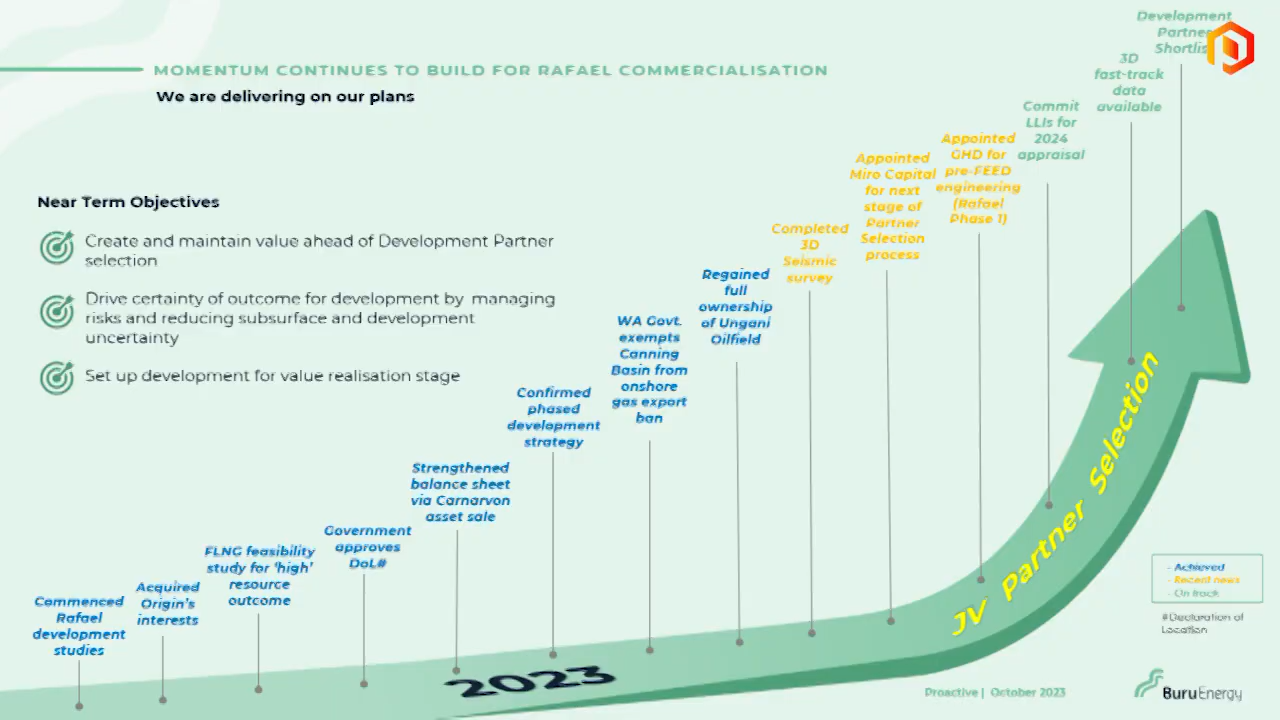 MOMENTUM CONTINUES TO BUILD FOR RAFAEL COMMERCIALISATION
We are delivering on our plans
Near Term Objectives
Create and maintain value ahead of Development Partner
selection
Drive certainty of outcome for development by managing
risks and reducing subsurface and development
uncertainty
Set up development for value realisation stage
Commenced
Rafael
development
studies
Acquired
Origin's
interests
FLNG feasibility
study for 'high'
resource
outcome
Government
approves
DoL#
Strengthened
balance sheet
via Carnarvon
asset sale
Confirmed
phased
development
strategy
WA Govt.
exempts
Canning
Basin from
onshore
gas export
ban
Regained
full
ownership
of Ungani
Oilfield
Completed
3D
Seismic
survey
Appointed
Miro Capital
for next
stage of
Partner
Selection
process
Appointed
GHD for
pre-FEED
engineering
(Rafael
Phase 1)
Commit
LLIs for
2024
appraisal
3D
fast-track
data
available
Development
Partner
2023
JV Partner Selection
- Achieved
- Recent news
- On track
#Declaration of
Location
Proactive | October 2023
Buru Energy